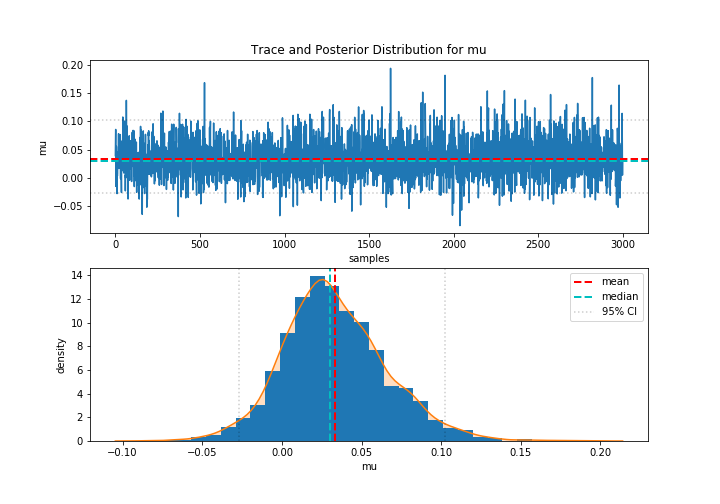 Trace and Posterior Distribution for mu
0.20
0.15
0.10
0.05
0.00
−0.05
mu
0 500 1000 1500 2000 2500 3000
samples
14
12
10
8
6
4
2
0
density
mean
median
95% CI
−0.10 −0.05 0.00 0.05 0.10 0.15 0.20
mu